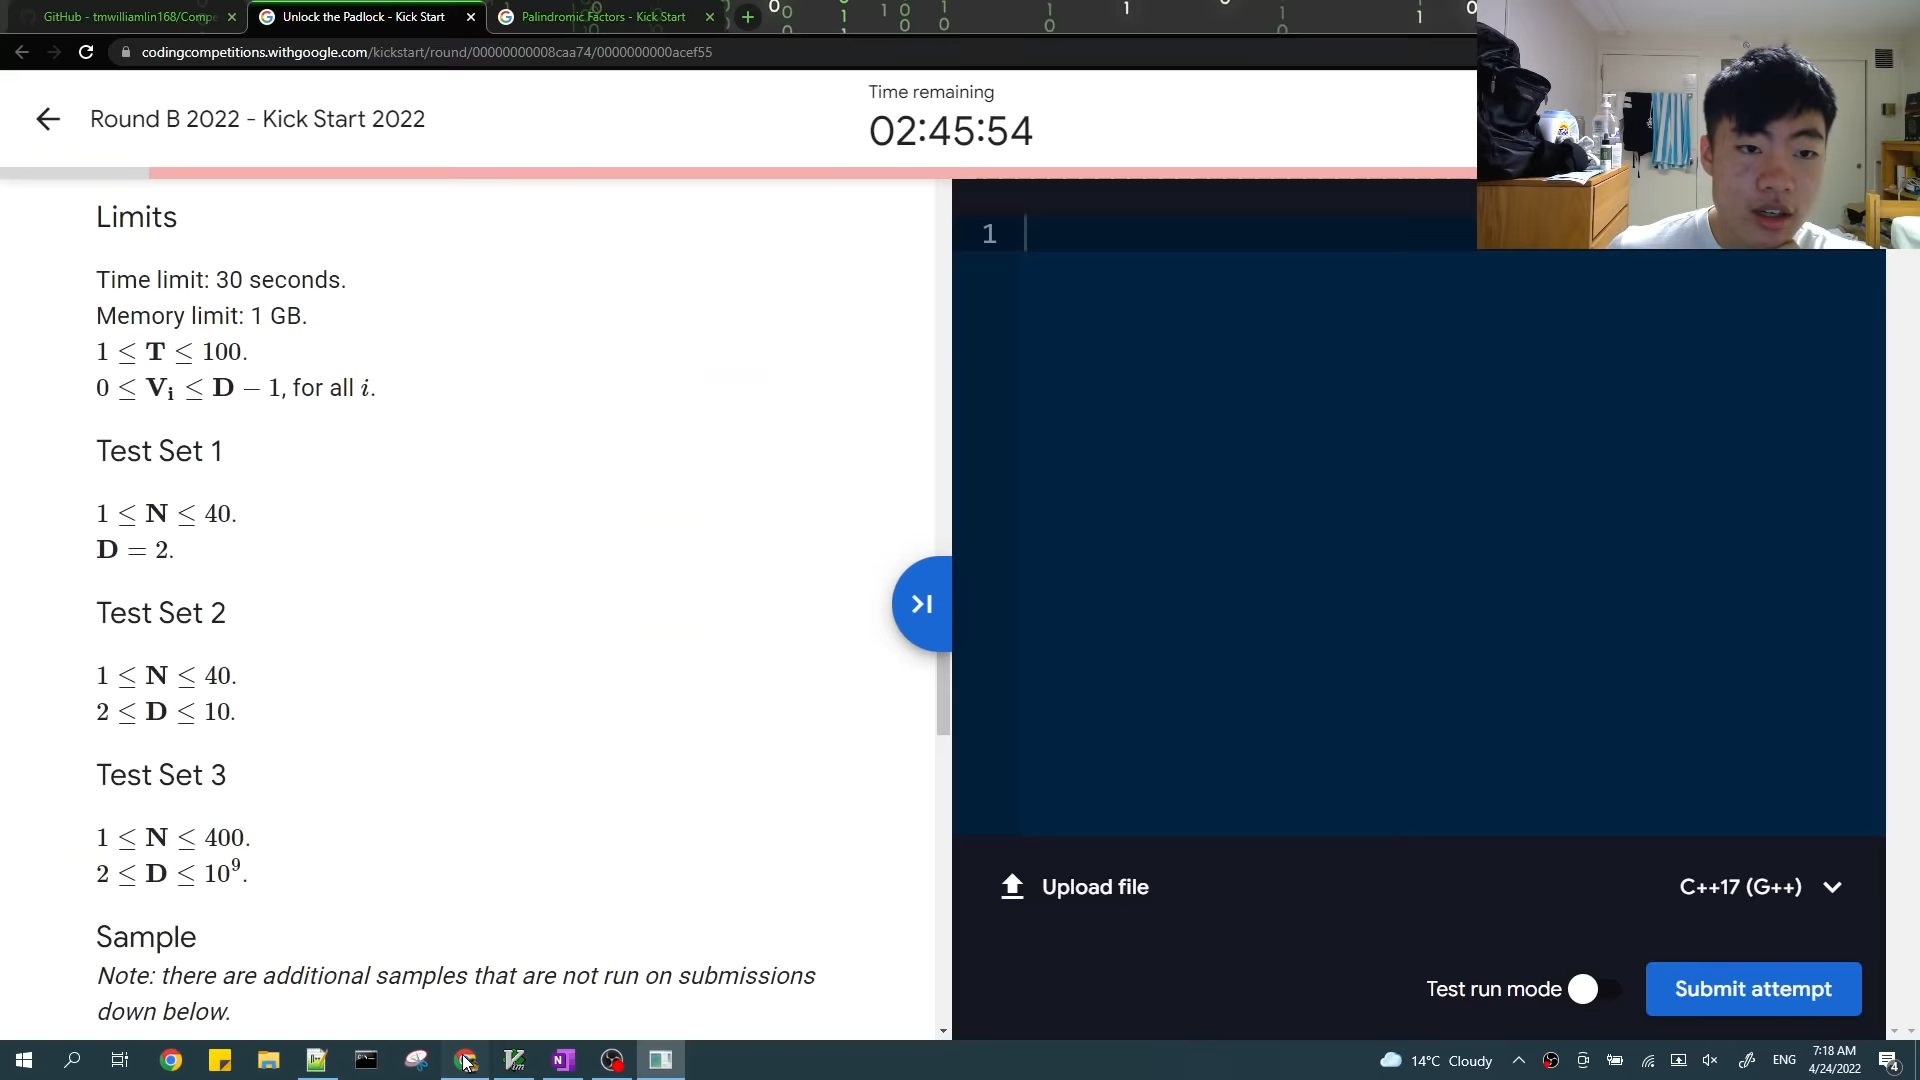 GitHub - tmwilliamlin168/Compe
Unlock the Padlock - Kick Start
Palindromic Factors - Kick Start
codingcompetitions.withgoogle.com/kickstart/round/00000000008caa74/0000000000acef55
Round B 2022 - Kick Start 2022
Time remaining
02:45:54
Limits
Time limit: 30 seconds.
Memory limit: 1 GB.
1 ≤ T ≤ 100.
0 ≤ Vi ≤ D − 1, for all i.
Test Set 1
1 ≤ N ≤ 40.
D = 2.
Test Set 2
1 ≤ N ≤ 40.
2 ≤ D ≤ 10.
Test Set 3
1 ≤ N ≤ 400.
2 ≤ D ≤ 10⁹.
Sample
Note: there are additional samples that are not run on submissions
down below.
1
Upload file
C++17 (G++)
Test run mode
Submit attempt
14°C Cloudy
ENG
7:18 AM
4/24/2022
4